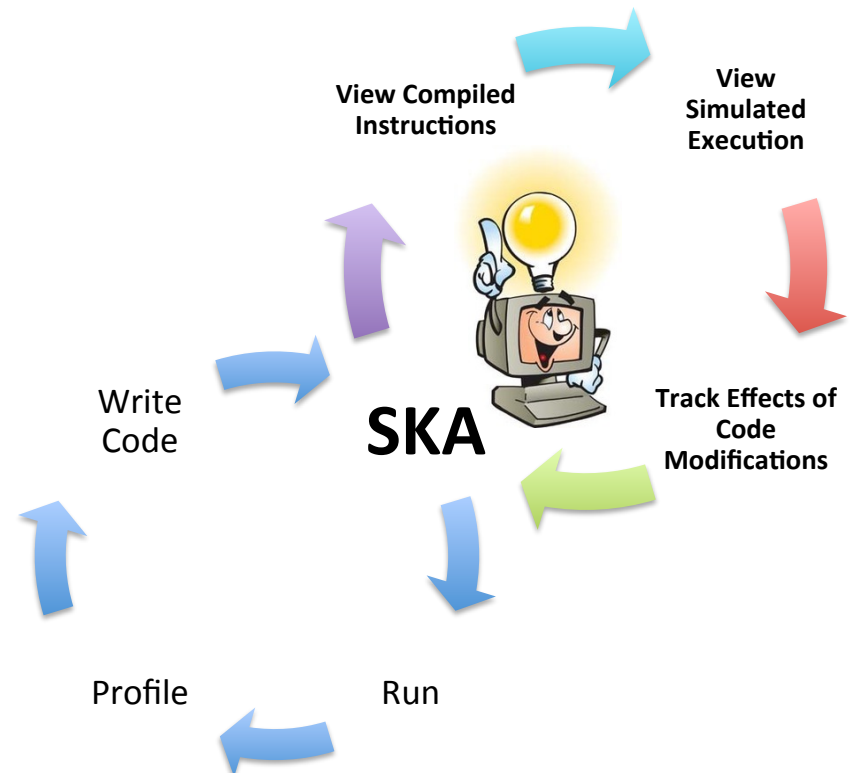 View Compiled
Instructions
View
Simulated
Execution
Write
Code
SKA
Track Effects of
Code
Modifications
Profile
Run